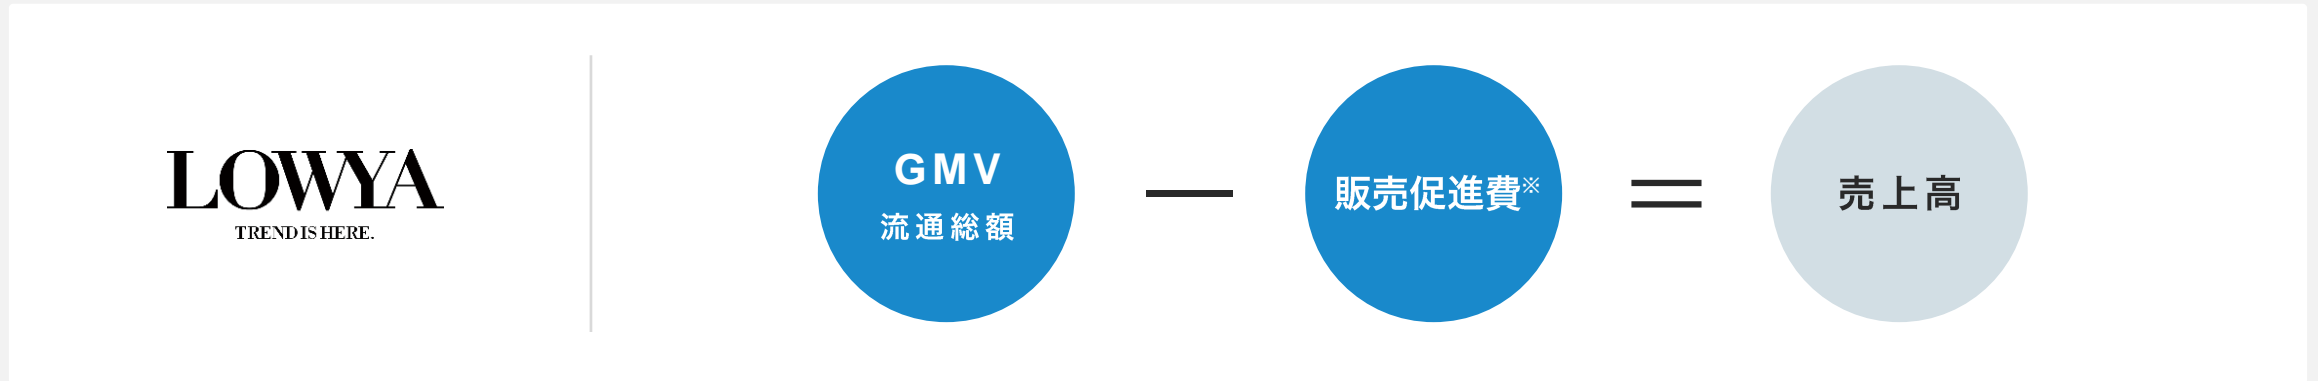 LOWYA
TREND IS HERE.
GMV
流通総額
—
販売促進費※
=
売上高